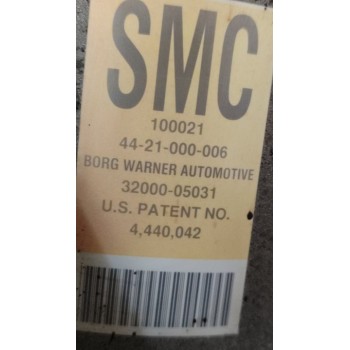 SMC
100021
44-21-000-006
BORG WARNER AUTOMOTIVE
32000-05031
U.S. PATENT NO.
4,440,042